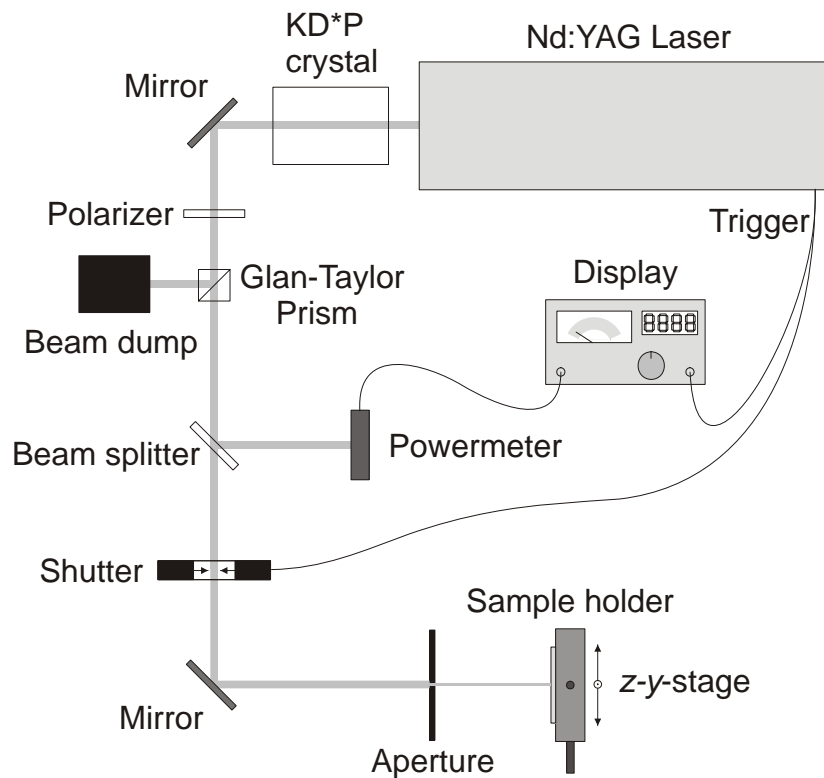 KD*P
crystal
Nd:YAG Laser
Mirror
Polarizer
Trigger
Display
8888
Glan-Taylor
Prism
Beam dump
Beam splitter
Powermeter
Shutter
Sample holder
z-y-stage
Mirror
Aperture